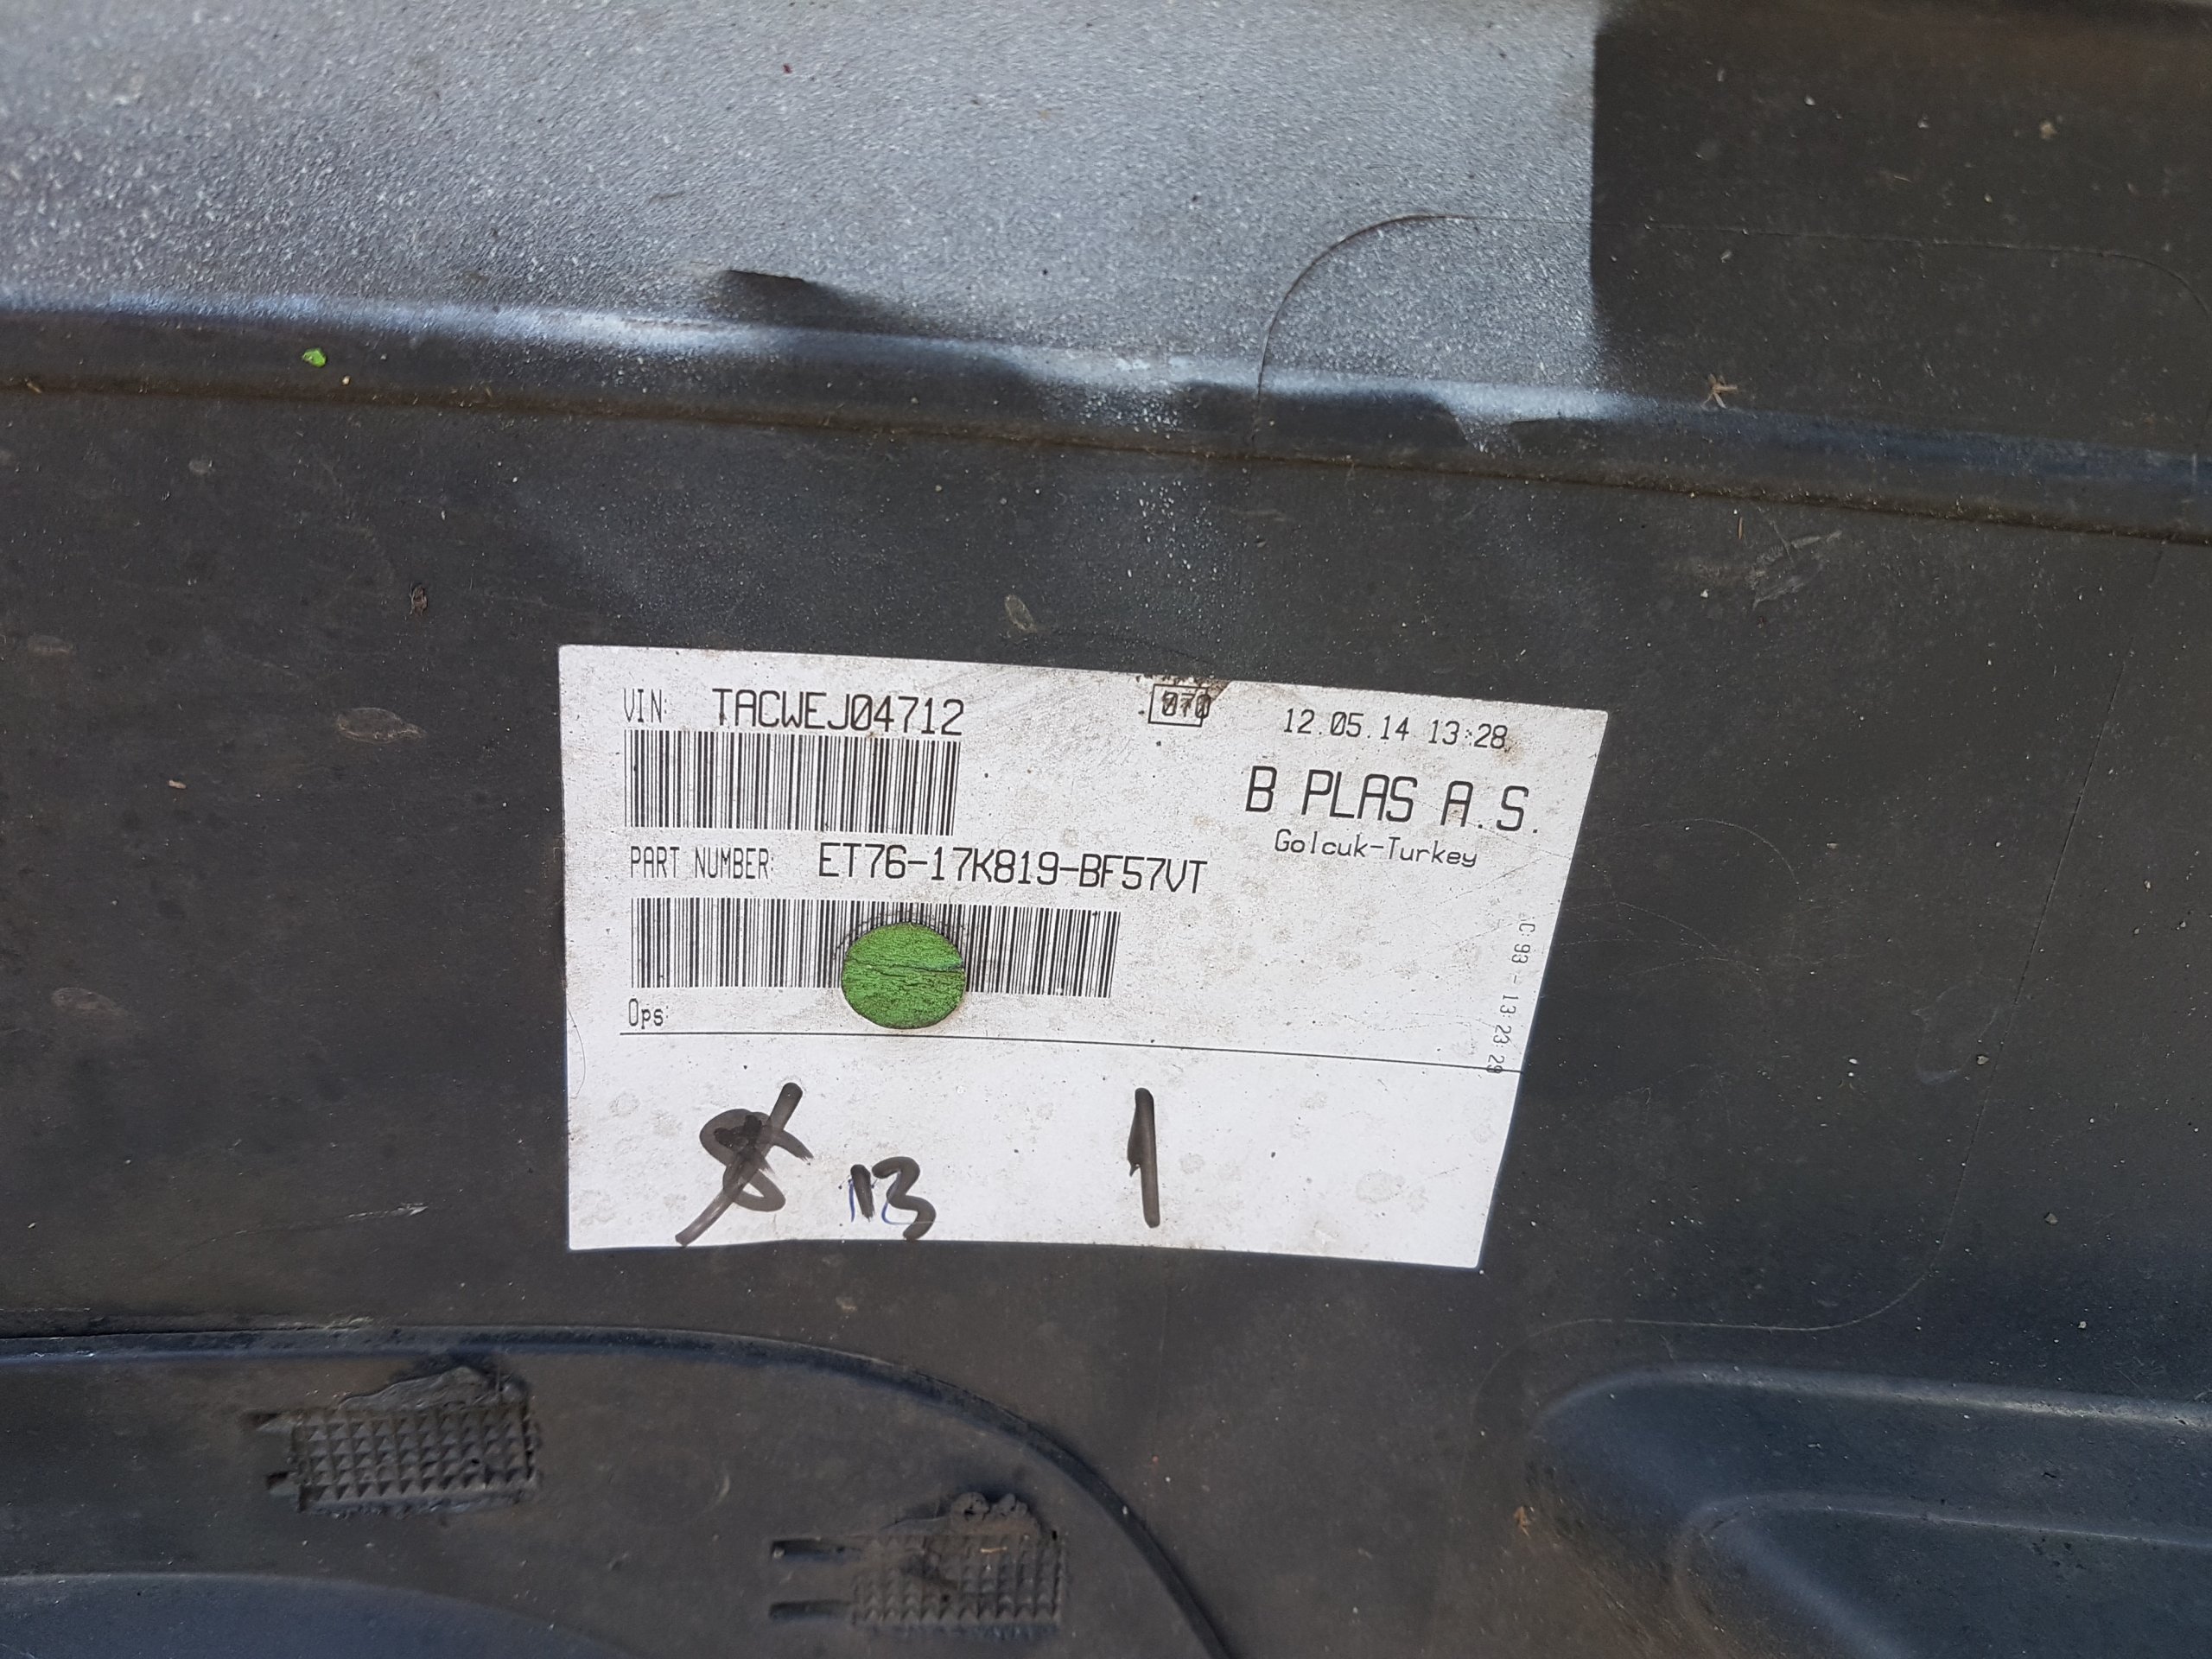 VIN: TACWEJ04712
070
12.05.14 13:28
B PLAS A.S.
Golcuk-Turkey
PART NUMBER: ET76-17K819-BF57VT
Ops:
13
1